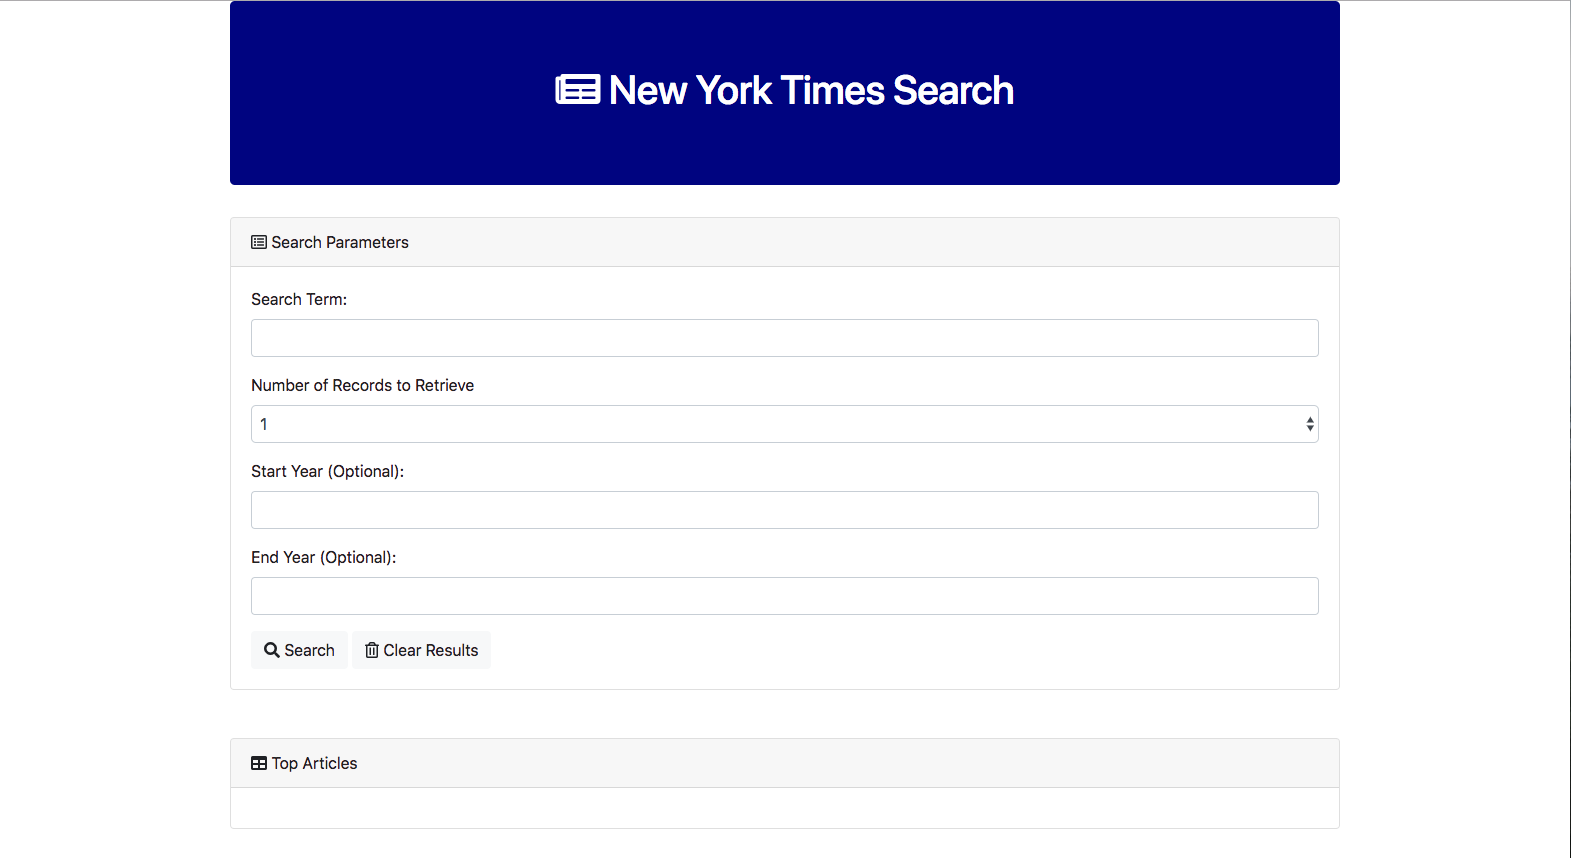 New York Times Search
Search Parameters
Search Term:
Number of Records to Retrieve
1
Start Year (Optional):
End Year (Optional):
Search Clear Results
Top Articles